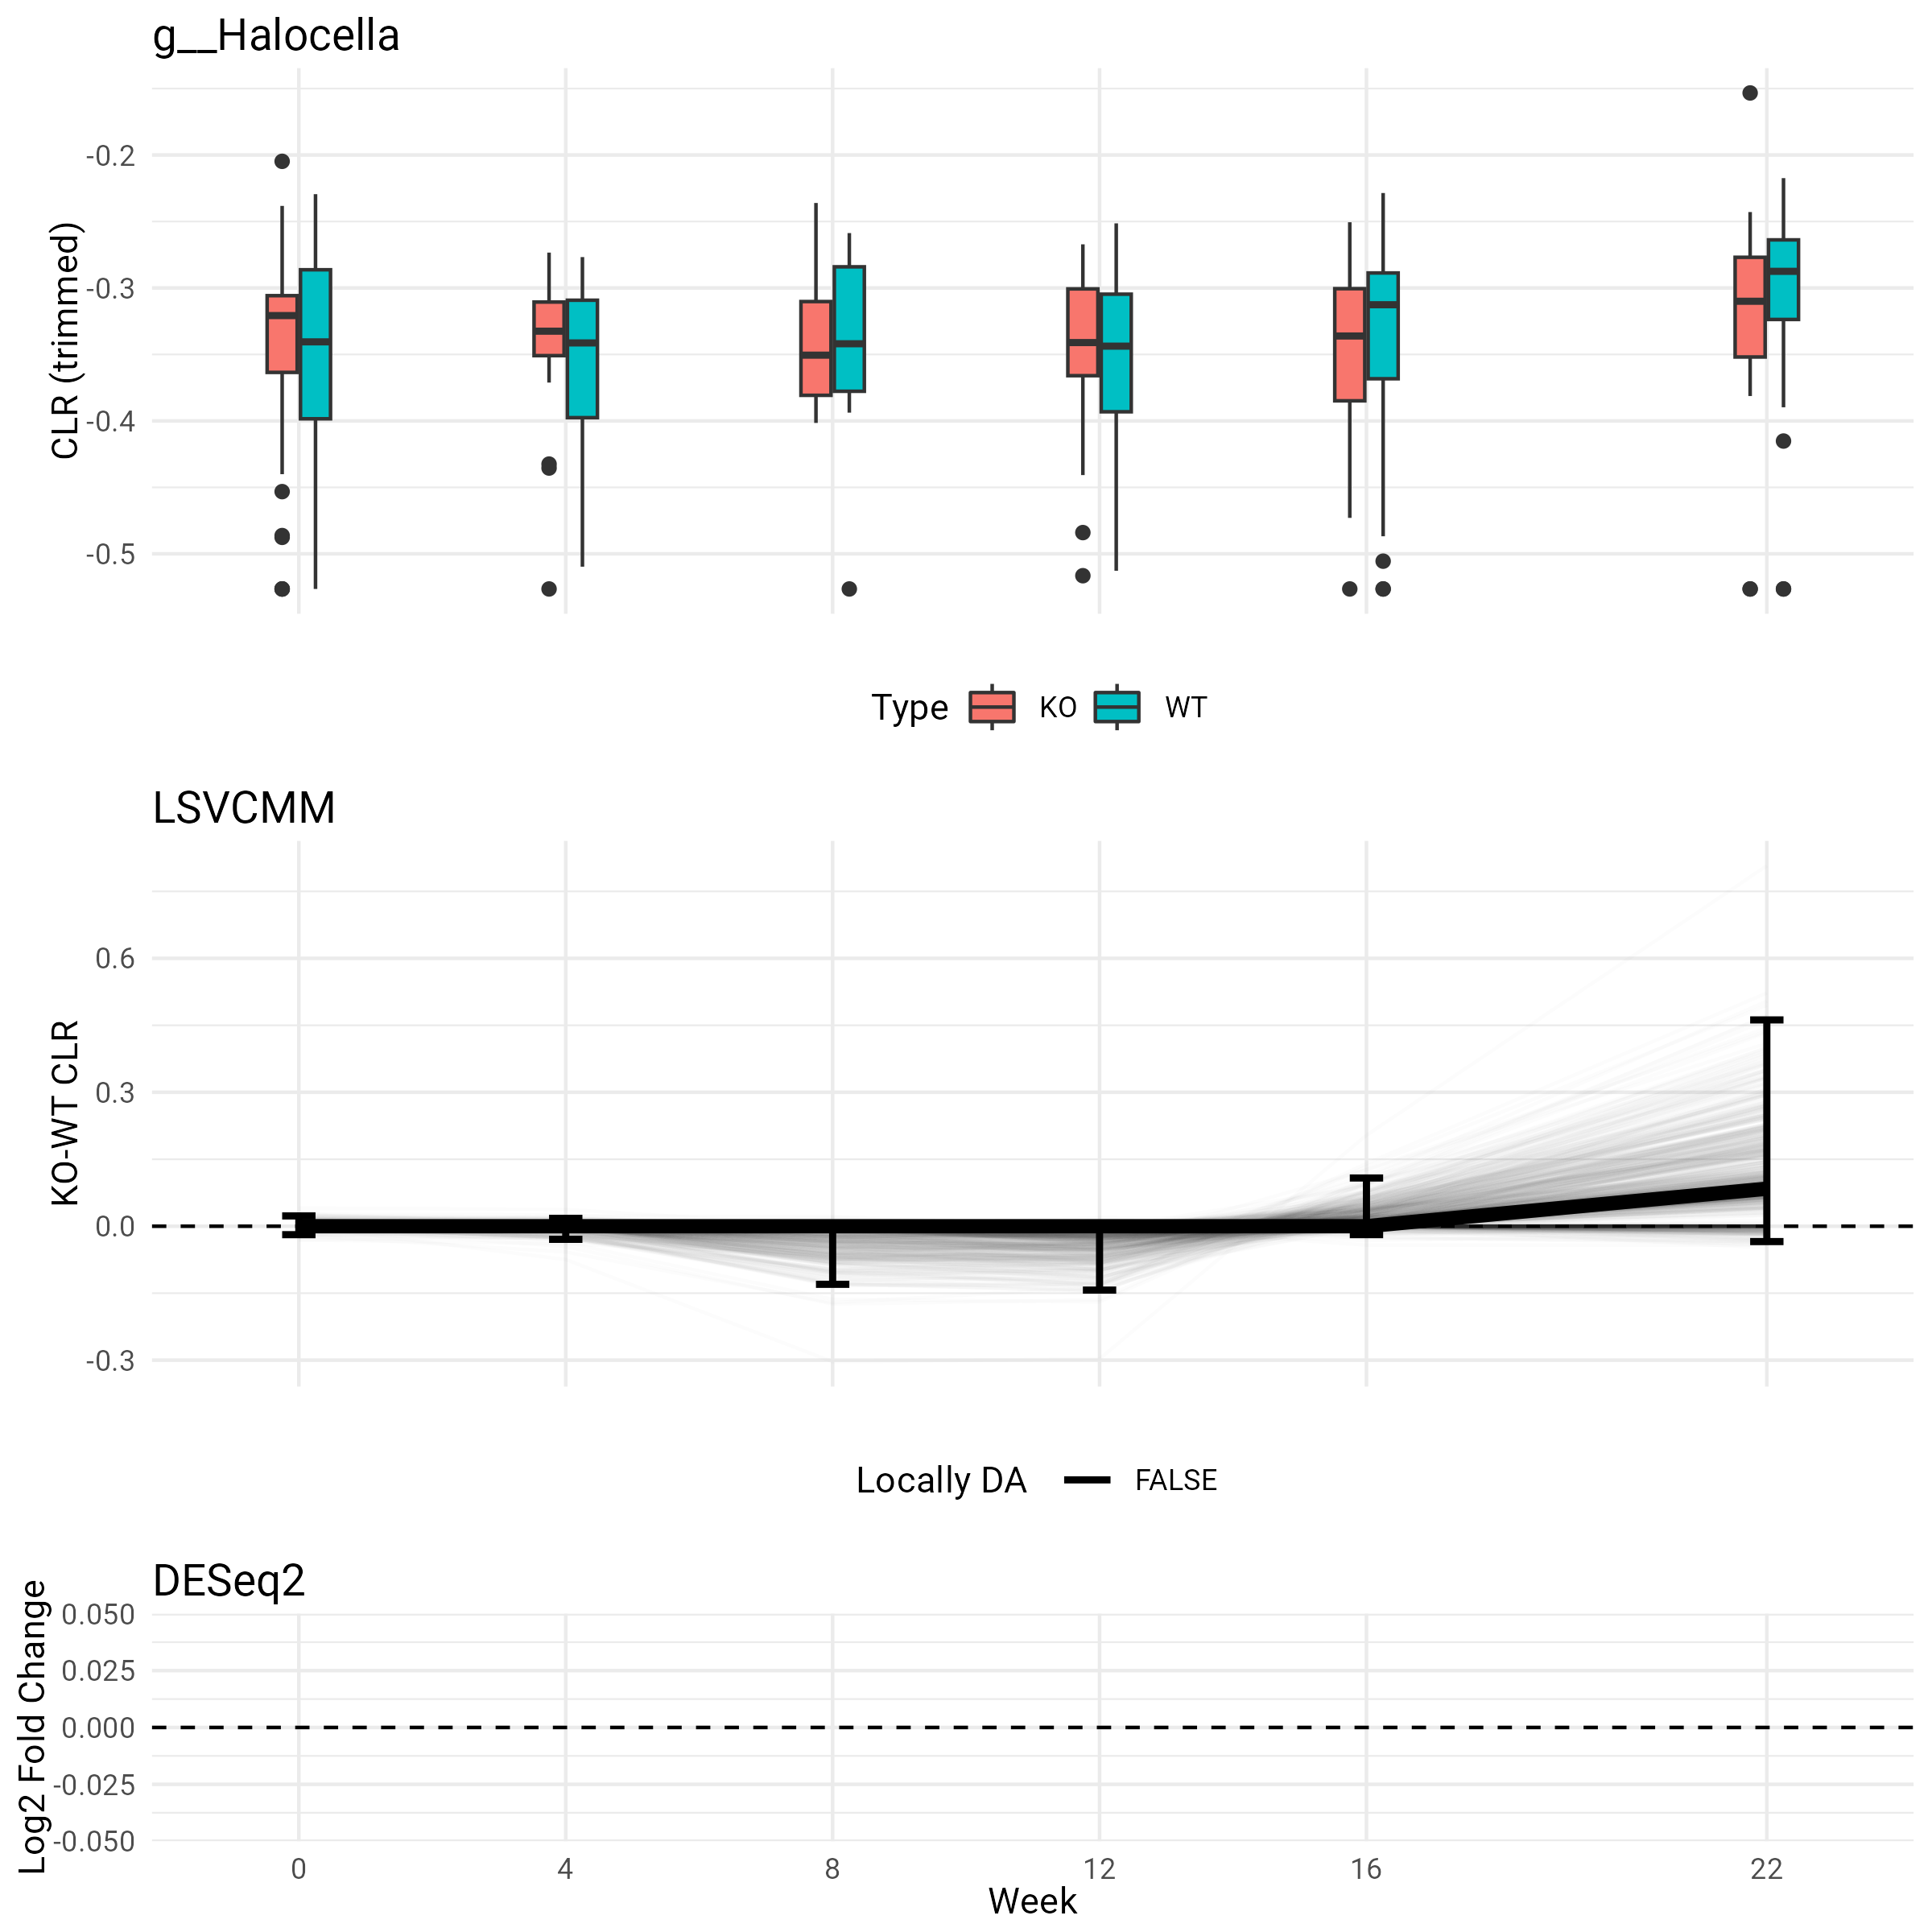 g__Halocella
CLR (trimmed)
-0.2
-0.3
-0.4
-0.5
Type KO WT
LSVCMM
KO-WT CLR
0.6
0.3
0.0
-0.3
Locally DA FALSE
DESeq2
Log2 Fold Change
0.050
0.025
0.000
-0.025
-0.050
0 4 8 12 16 22
Week